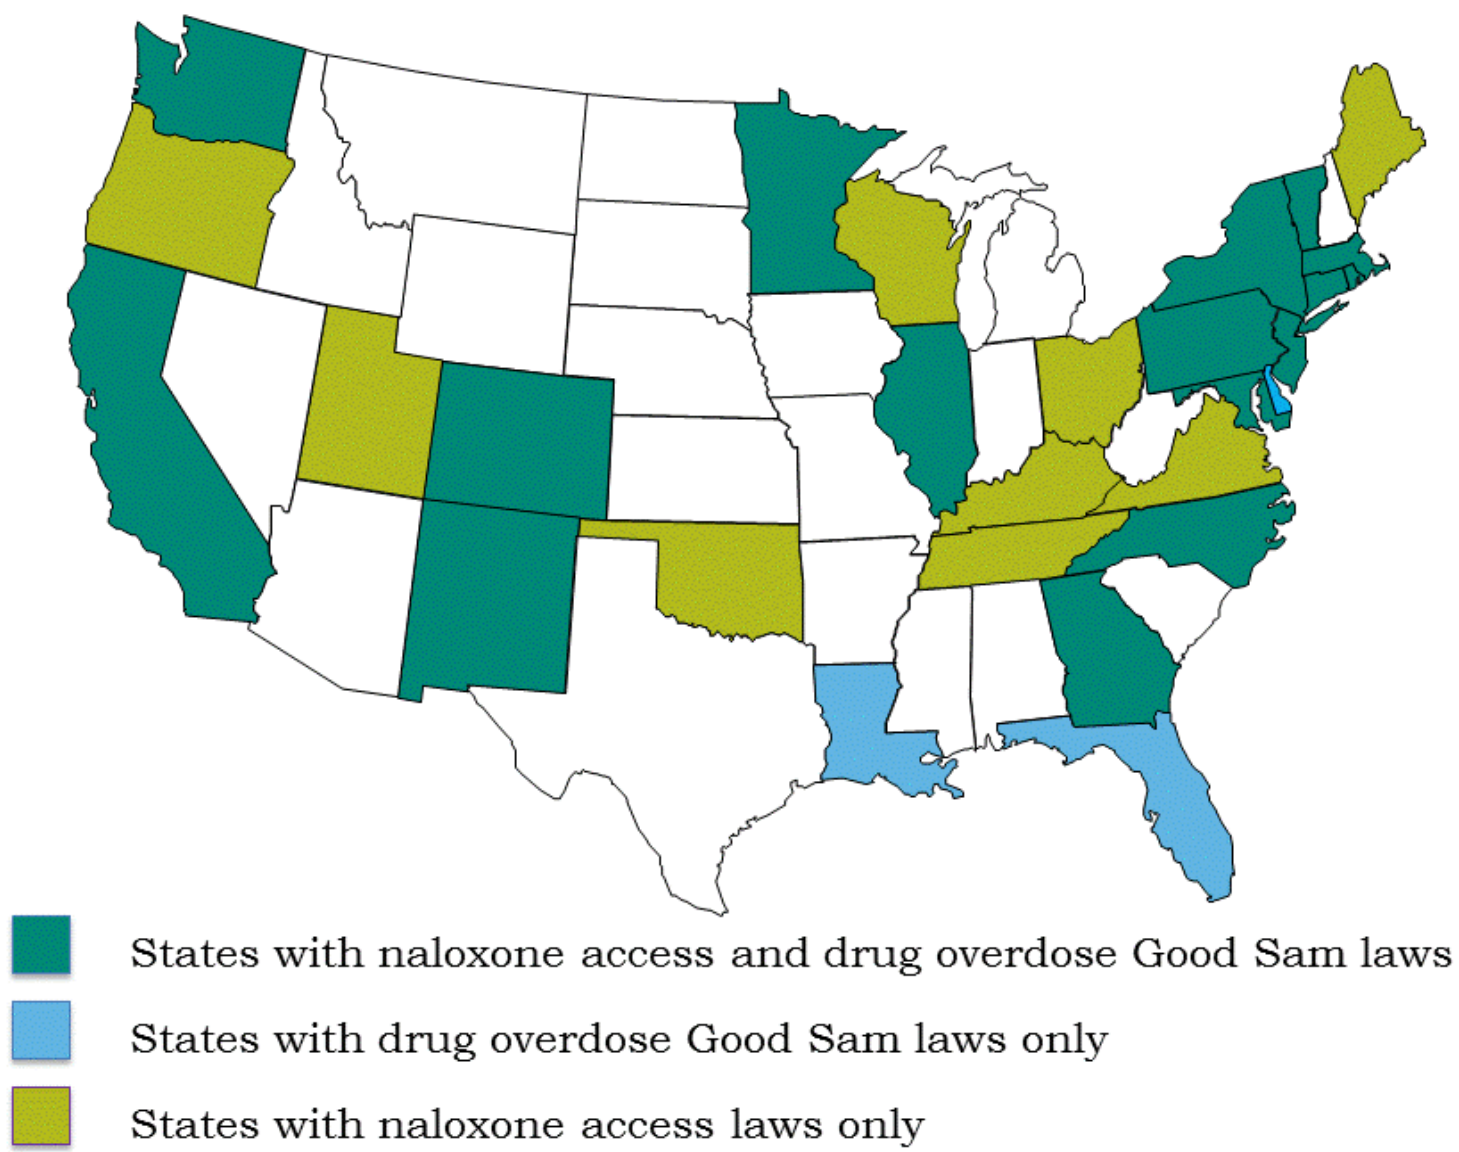 States with naloxone access and drug overdose Good Sam laws
States with drug overdose Good Sam laws only
States with naloxone access laws only